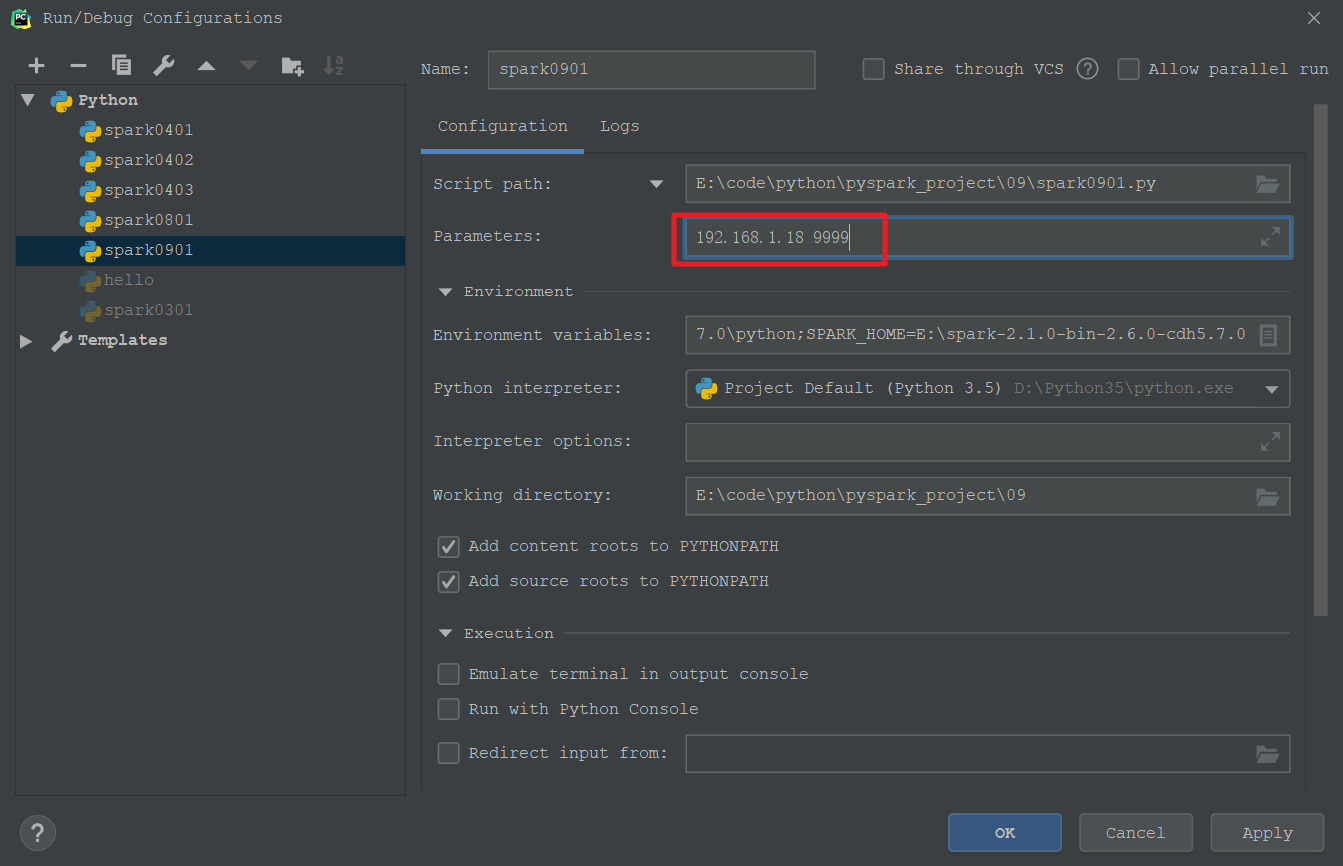 Run/Debug Configurations
Name: spark0901 Share through VCS ? Allow parallel run
Python
spark0401
spark0402
spark0403
spark0801
spark0901
hello
spark0301
Templates
Configuration Logs
Script path: E:\code\python\pyspark_project\09\spark0901.py
Parameters: 192.168.1.18 9999
Environment
Environment variables: 7.0\python;SPARK_HOME=E:\spark-2.1.0-bin-2.6.0-cdh5.7.0
Python interpreter: Project Default (Python 3.5) D:\Python35\python.exe
Interpreter options:
Working directory: E:\code\python\pyspark_project\09
Add content roots to PYTHONPATH
Add source roots to PYTHONPATH
Execution
Emulate terminal in output console
Run with Python Console
Redirect input from:
? OK Cancel Apply